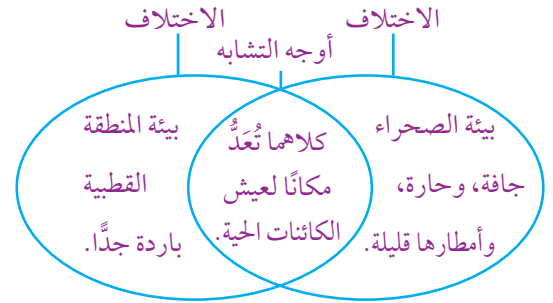 الاختلاف
الاختلاف
أوجه التشابه
بيئة الصحراء
جافة، وحارة،
وأمطارها قليلة.
كلاهما تُعَدُّ
مكانًا لعيش
الكائنات الحية.
بيئة المنطقة
القطبية
باردة جدًّا.